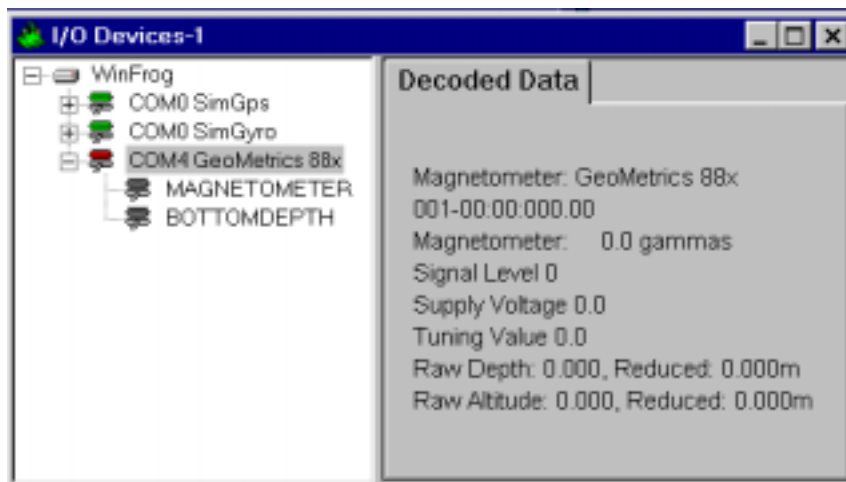 I/O Devices-1
WinFrog
COM0 SimGps
COM0 SimGyro
COM4 GeoMetrics 88x
MAGNETOMETER
BOTTOMDEPTH
Decoded Data
Magnetometer: GeoMetrics 88x
001-00:00:000.00
Magnetometer: 0.0 gammas
Signal Level 0
Supply Voltage 0.0
Tuning Value 0.0
Raw Depth: 0.000, Reduced: 0.000m
Raw Altitude: 0.000, Reduced: 0.000m